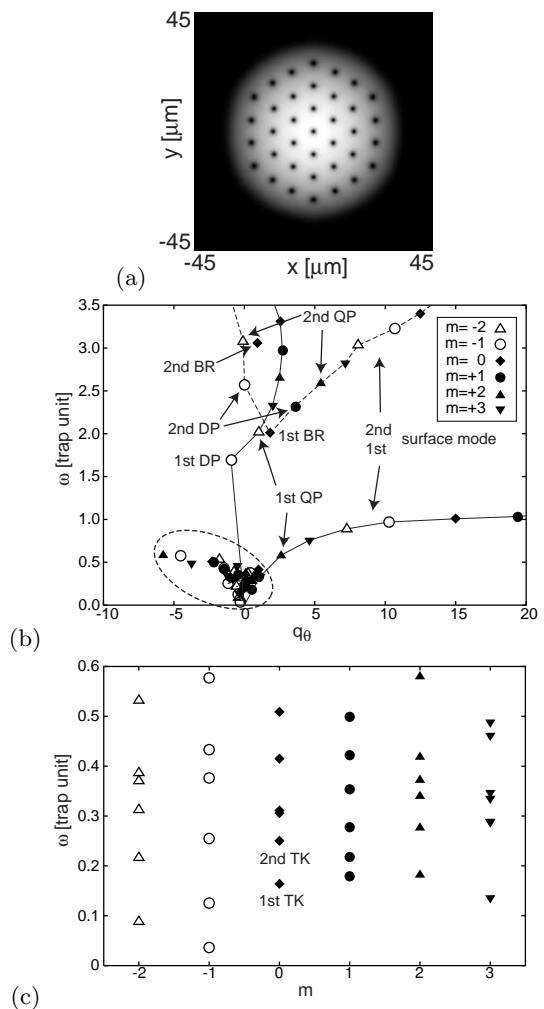 45
y [μm]
-45
-45
x [μm]
45
(a)
3.5
3.0
2.5
2.0
1.5
1.0
0.5
0.0
ω [trap unit]
2nd QP
2nd BR
2nd DP
1st DP
1st BR
1st QP
2nd
1st
surface mode
m= -2
m= -1
m= 0
m=+1
m=+2
m=+3
-10
-5
0
5
10
15
20
qθ
(b)
0.6
0.5
0.4
0.3
0.2
0.1
0
ω [trap unit]
2nd TK
1st TK
-2
-1
0
1
2
3
m
(c)